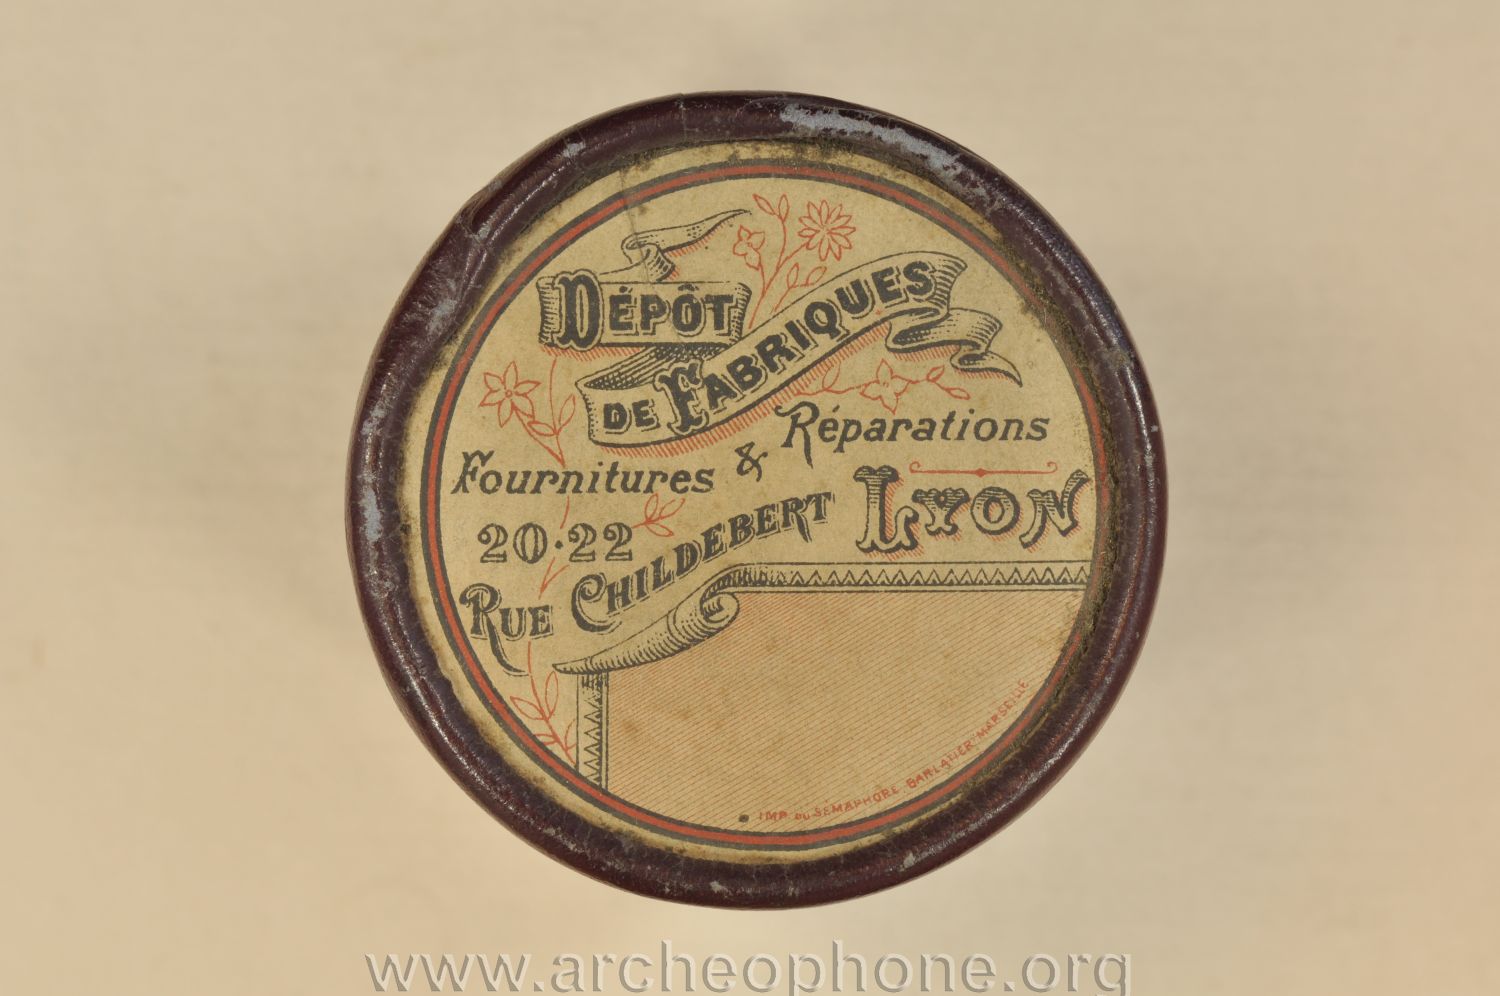 DÉPÔT
DE FABRIQUES
Fournitures & Réparations
20·22
RUE CHILDEBERT
LYON
IMP. DU SÉMAPHORE, BARLATIER MARSEILLE
www.archeophone.org